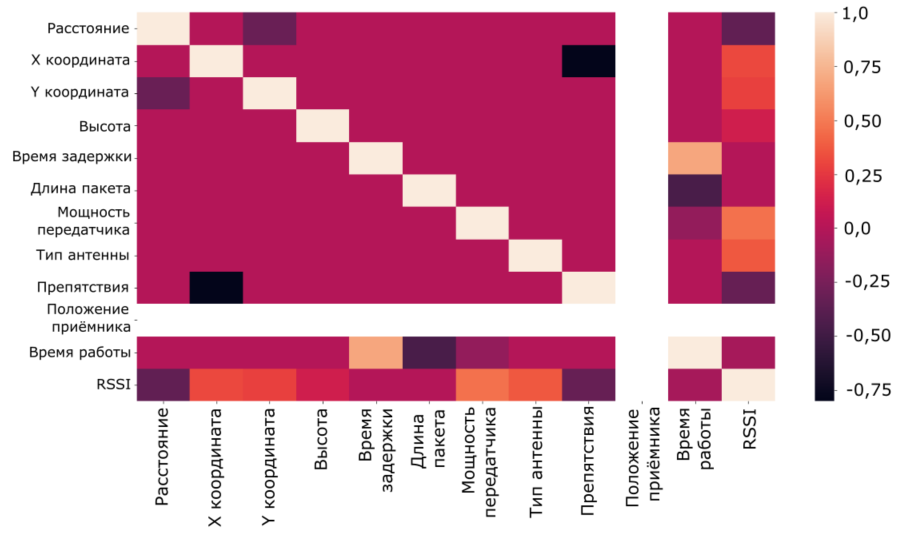 Расстояние
X координата
Y координата
Высота
Время задержки
Длина пакета
Мощность
передатчика
Тип антенны
Препятствия
Положение
приёмника
Время работы
RSSI
Расстояние
X координата
Y координата
Высота
Время
задержки
Длина
пакета
Мощность
передатчика
Тип антенны
Препятствия
Положение
приёмника
Время
работы
RSSI
1,0
0,75
0,50
0,25
0,0
-0,25
-0,50
-0,75